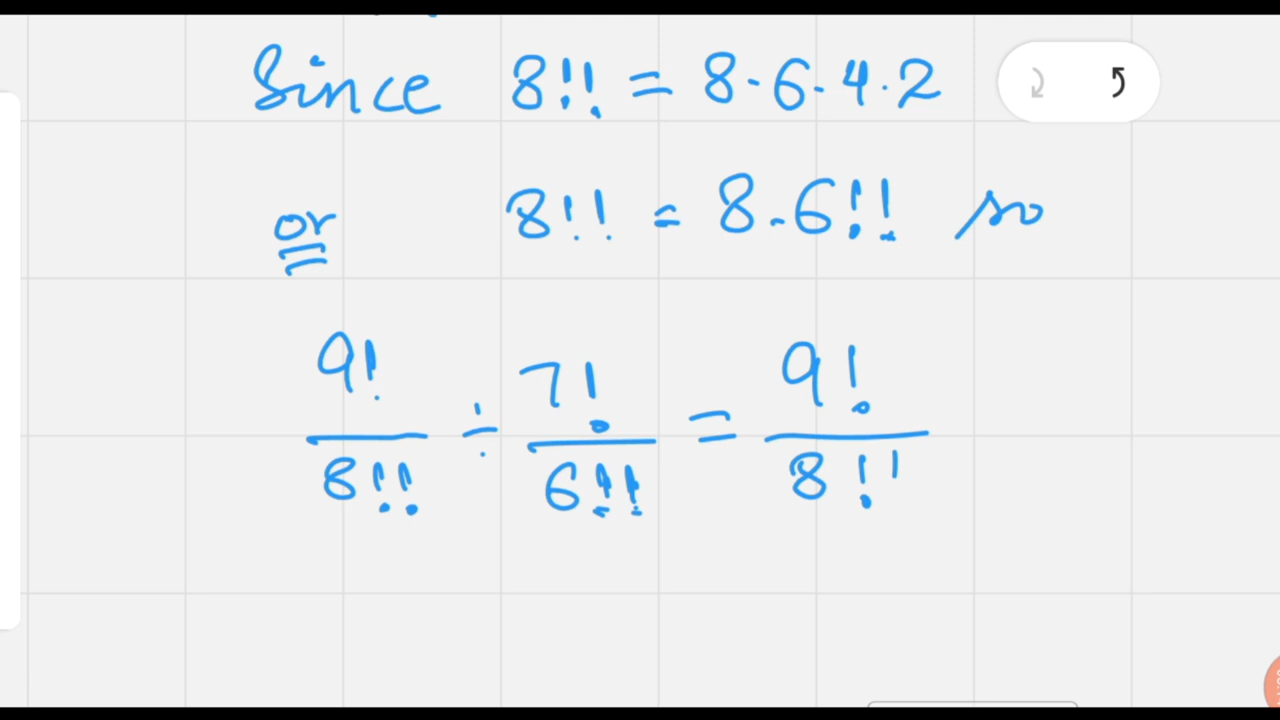 Since 8!! = 8·6·4·2
or 8!! = 8·6!! so
9!/8!! ÷ 7!/6!! = 9!/8!!